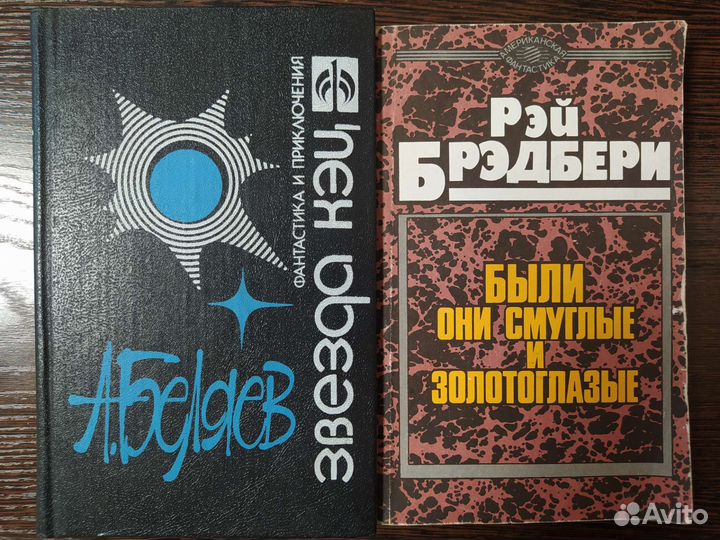 А. Беляев
ФАНТАСТИКА И ПРИКЛЮЧЕНИЯ
ЗВЕЗДА КЭЦ
АМЕРИКАНСКАЯ
ФАНТАСТИКА
РЭЙ
БРЭДБЕРИ
БЫЛИ
ОНИ СМУГЛЫЕ
И
ЗОЛОТОГЛАЗЫЕ
Avito